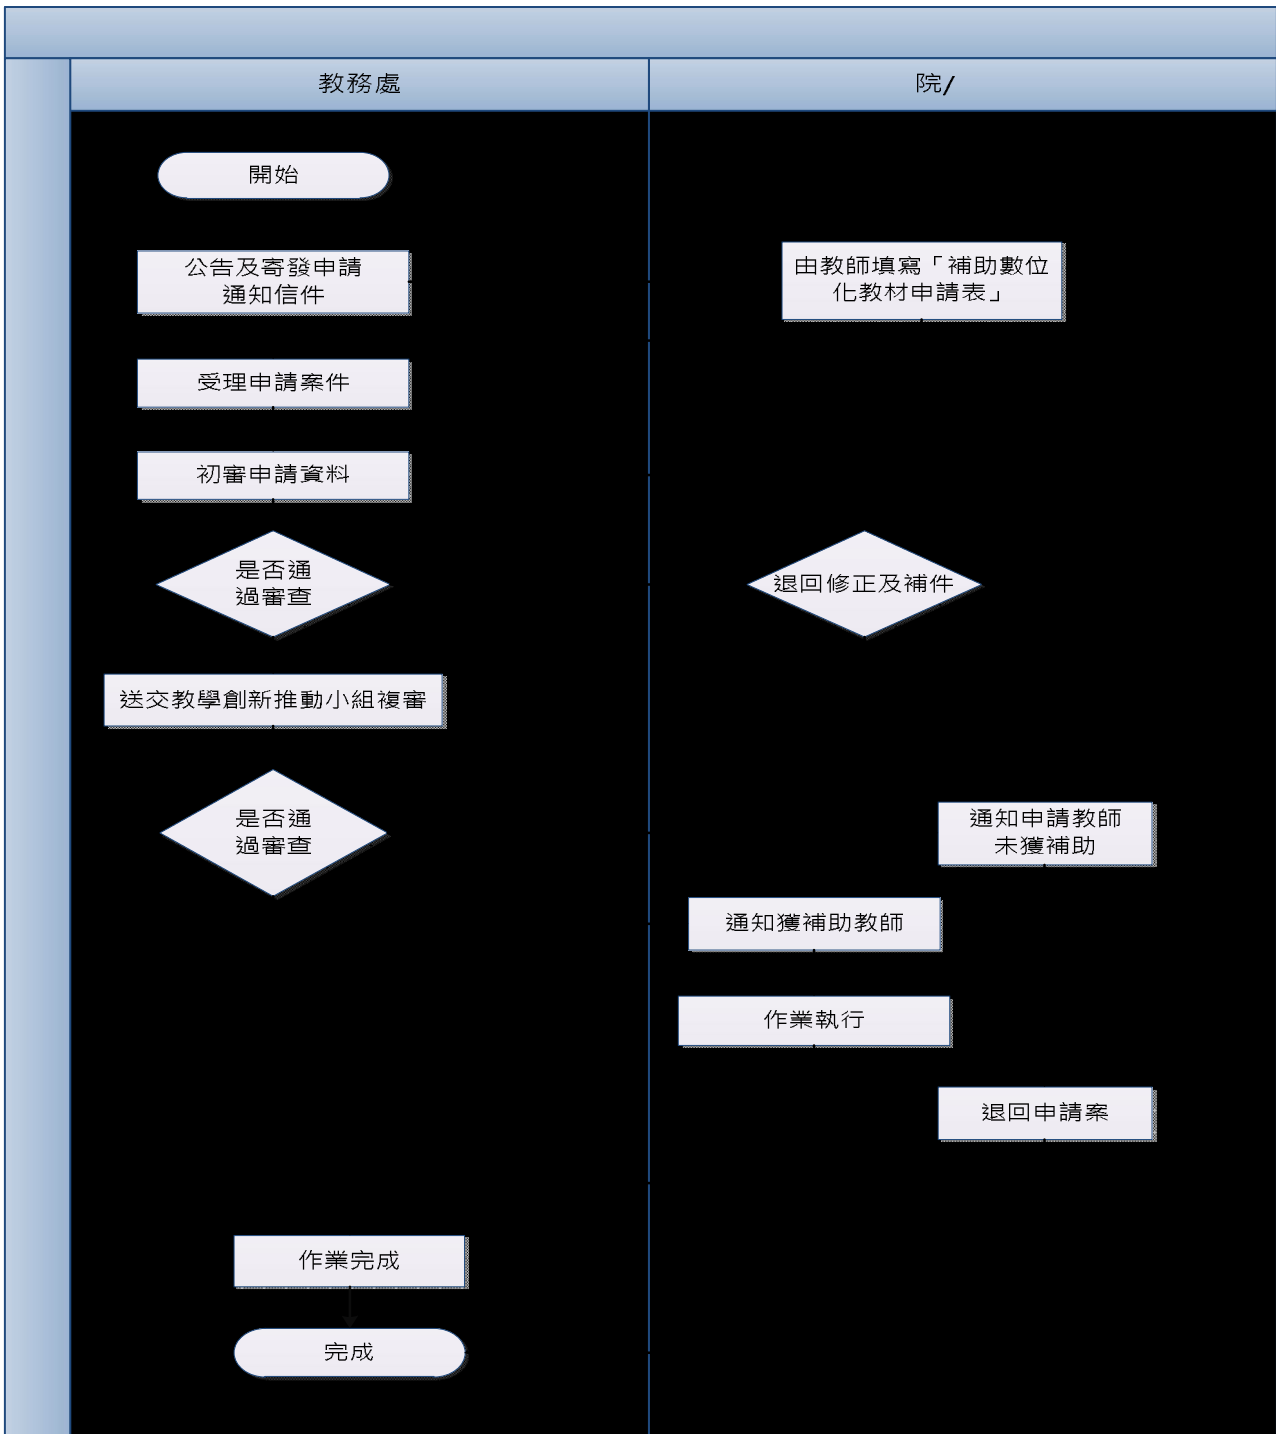 教務處
院/
開始
公告及寄發申請
通知信件
由教師填寫「補助數位
化教材申請表」
受理申請案件
初審申請資料
是否通
過審查
退回修正及補件
送交教學創新推動小組複審
是否通
過審查
通知申請教師
未獲補助
通知獲補助教師
作業執行
退回申請案
作業完成
完成